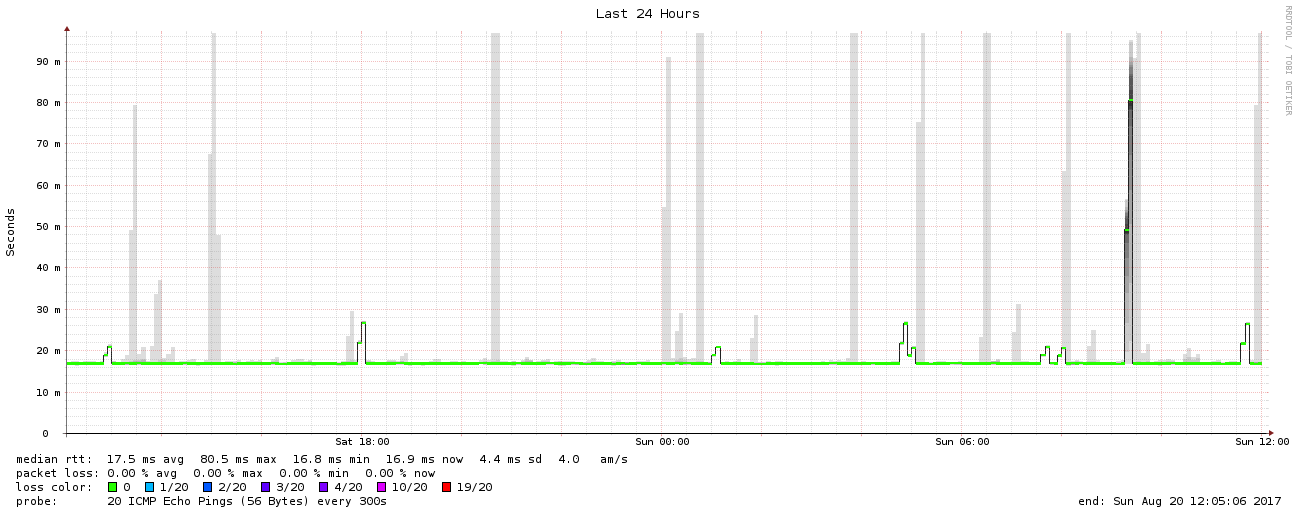 Last 24 Hours
RRDTOOL / TOBI OETIKER
Seconds
90 m
80 m
70 m
60 m
50 m
40 m
30 m
20 m
10 m
0
Sat 18:00 Sun 00:00 Sun 06:00 Sun 12:00
median rtt: 17.5 ms avg 80.5 ms max 16.8 ms min 16.9 ms now 4.4 ms sd 4.0 am/s
packet loss: 0.00 % avg 0.00 % max 0.00 % min 0.00 % now
loss color: 0 1/20 2/20 3/20 4/20 10/20 19/20
probe: 20 ICMP Echo Pings (56 Bytes) every 300s end: Sun Aug 20 12:05:06 2017